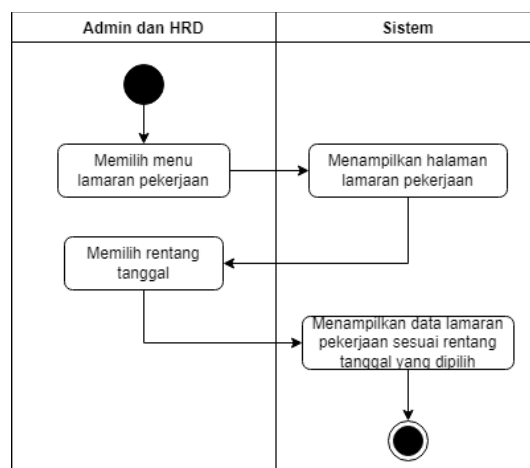 Admin dan HRD
Sistem
Memilih menu
lamaran pekerjaan
Menampilkan halaman
lamaran pekerjaan
Memilih rentang
tanggal
Menampilkan data lamaran
pekerjaan sesuai rentang
tanggal yang dipilih